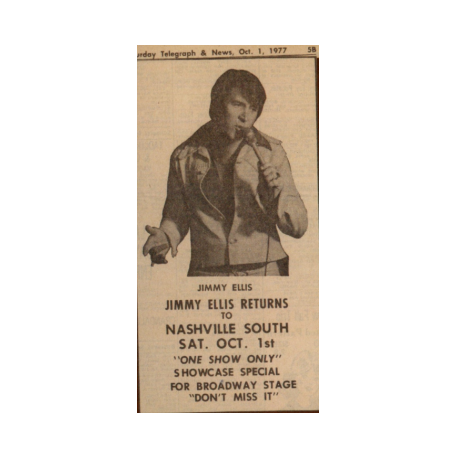 urday Telegraph & News, Oct. 1, 1977 5B
JIMMY ELLIS
JIMMY ELLIS RETURNS
TO
NASHVILLE SOUTH
SAT. OCT. 1st
"ONE SHOW ONLY"
SHOWCASE SPECIAL
FOR BROADWAY STAGE
"DON'T MISS IT"